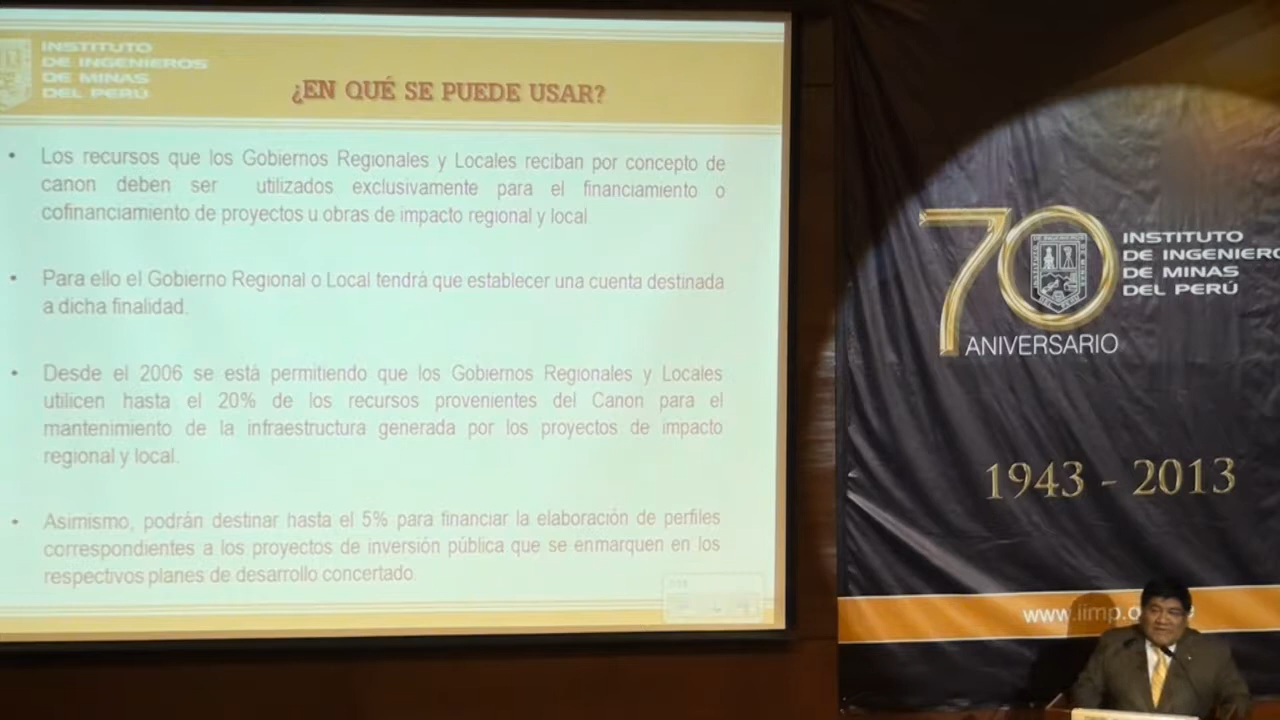 INSTITUTO
DE INGENIEROS
DE MINAS
DEL PERÚ
¿EN QUÉ SE PUEDE USAR?
• Los recursos que los Gobiernos Regionales y Locales reciban por concepto de
canon deben ser utilizados exclusivamente para el financiamiento o
cofinanciamiento de proyectos u obras de impacto regional y local
• Para ello el Gobierno Regional o Local tendrá que establecer una cuenta destinada
a dicha finalidad.
• Desde el 2006 se está permitiendo que los Gobiernos Regionales y Locales
utilicen hasta el 20% de los recursos provenientes del Canon para el
mantenimiento de la infraestructura generada por los proyectos de impacto
regional y local.
• Asimismo, podrán destinar hasta el 5% para financiar la elaboración de perfiles
correspondientes a los proyectos de inversión pública que se enmarquen en los
respectivos planes de desarrollo concertado.
70
ANIVERSARIO
INSTITUTO
DE INGENIERO
DE MINAS
DEL PERÚ
1943 - 2013
www.iimp.o